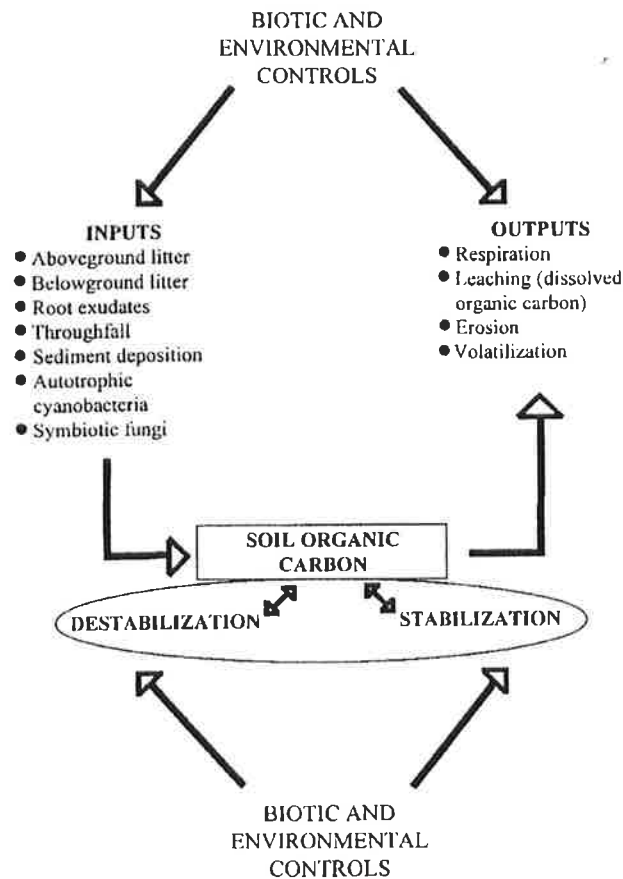 BIOTIC AND
ENVIRONMENTAL
CONTROLS
INPUTS
● Aboveground litter
● Belowground litter
● Root exudates
● Throughfall
● Sediment deposition
● Autotrophic
cyanobacteria
● Symbiotic fungi
OUTPUTS
● Respiration
● Leaching (dissolved
organic carbon)
● Erosion
● Volatilization
SOIL ORGANIC
CARBON
DESTABILIZATION
STABILIZATION
BIOTIC AND
ENVIRONMENTAL
CONTROLS